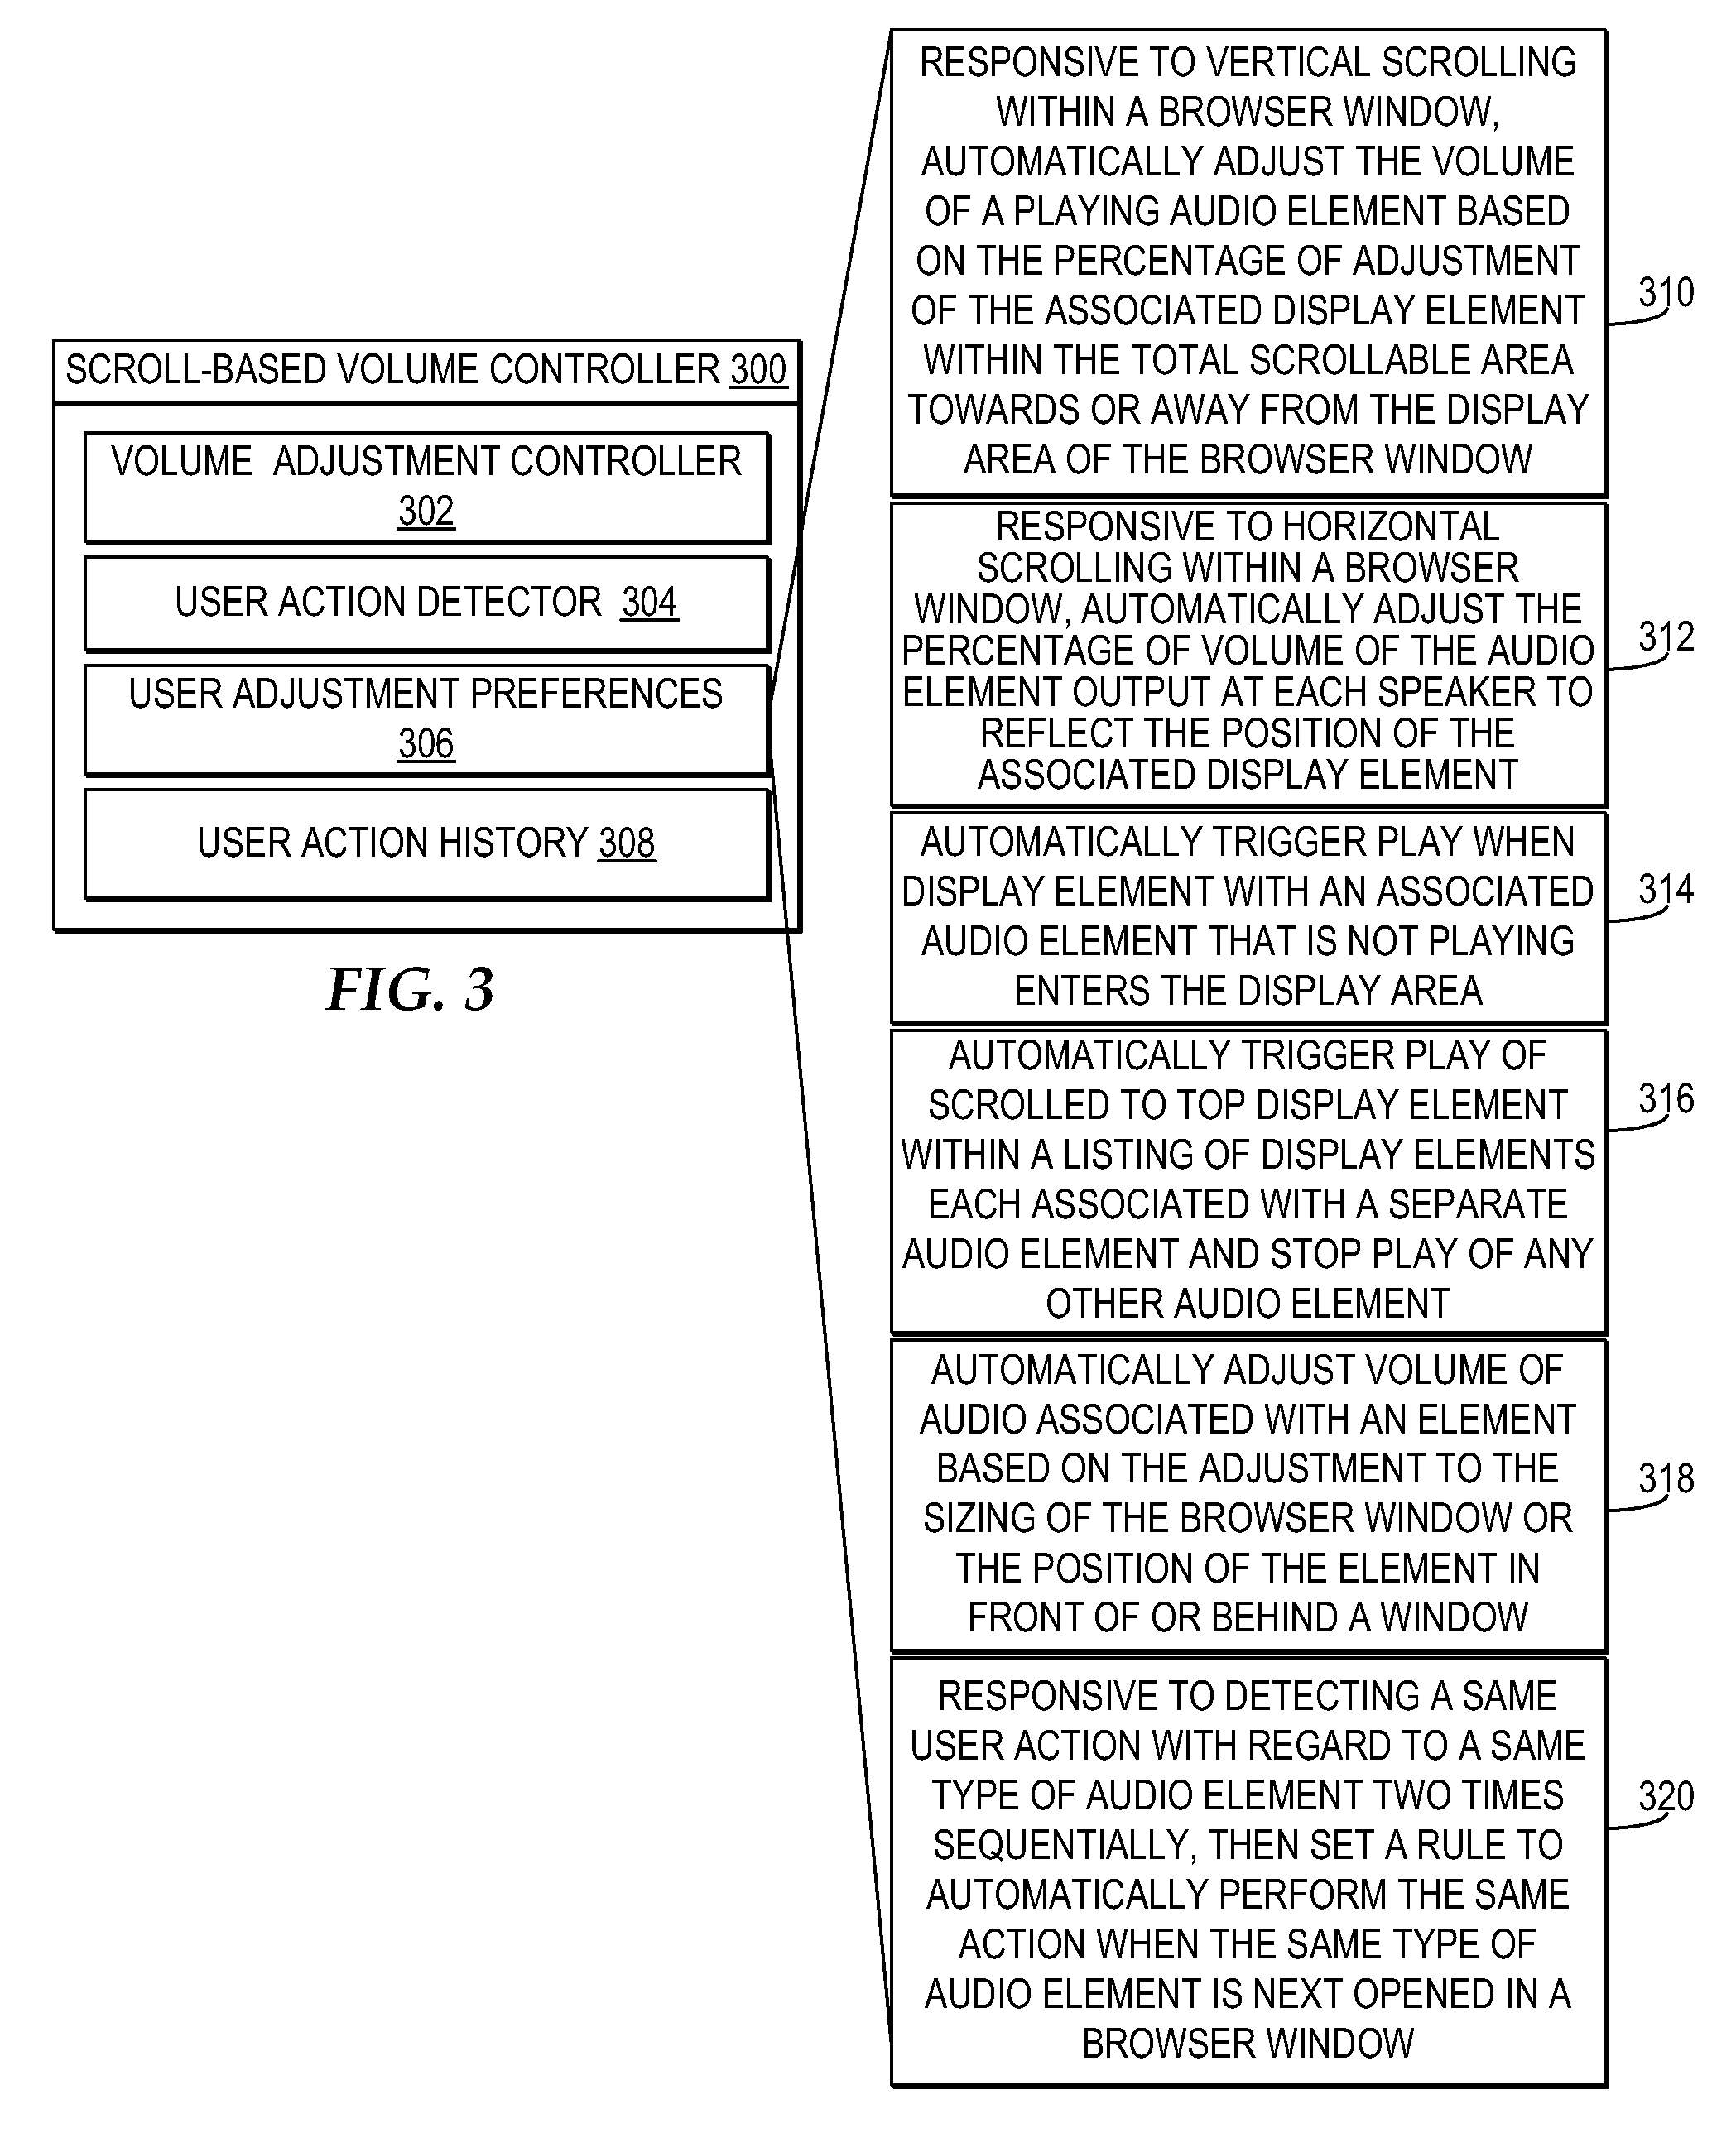 SCROLL-BASED VOLUME CONTROLLER 300
VOLUME ADJUSTMENT CONTROLLER
302
USER ACTION DETECTOR 304
USER ADJUSTMENT PREFERENCES
306
USER ACTION HISTORY 308
FIG. 3
RESPONSIVE TO VERTICAL SCROLLING
WITHIN A BROWSER WINDOW,
AUTOMATICALLY ADJUST THE VOLUME
OF A PLAYING AUDIO ELEMENT BASED
ON THE PERCENTAGE OF ADJUSTMENT
OF THE ASSOCIATED DISPLAY ELEMENT
WITHIN THE TOTAL SCROLLABLE AREA
TOWARDS OR AWAY FROM THE DISPLAY
AREA OF THE BROWSER WINDOW
310
RESPONSIVE TO HORIZONTAL
SCROLLING WITHIN A BROWSER
WINDOW, AUTOMATICALLY ADJUST THE
PERCENTAGE OF VOLUME OF THE AUDIO
ELEMENT OUTPUT AT EACH SPEAKER TO
REFLECT THE POSITION OF THE
ASSOCIATED DISPLAY ELEMENT
312
AUTOMATICALLY TRIGGER PLAY WHEN
DISPLAY ELEMENT WITH AN ASSOCIATED
AUDIO ELEMENT THAT IS NOT PLAYING
ENTERS THE DISPLAY AREA
314
AUTOMATICALLY TRIGGER PLAY OF
SCROLLED TO TOP DISPLAY ELEMENT
WITHIN A LISTING OF DISPLAY ELEMENTS
EACH ASSOCIATED WITH A SEPARATE
AUDIO ELEMENT AND STOP PLAY OF ANY
OTHER AUDIO ELEMENT
316
AUTOMATICALLY ADJUST VOLUME OF
AUDIO ASSOCIATED WITH AN ELEMENT
BASED ON THE ADJUSTMENT TO THE
SIZING OF THE BROWSER WINDOW OR
THE POSITION OF THE ELEMENT IN
FRONT OF OR BEHIND A WINDOW
318
RESPONSIVE TO DETECTING A SAME
USER ACTION WITH REGARD TO A SAME
TYPE OF AUDIO ELEMENT TWO TIMES
SEQUENTIALLY, THEN SET A RULE TO
AUTOMATICALLY PERFORM THE SAME
ACTION WHEN THE SAME TYPE OF
AUDIO ELEMENT IS NEXT OPENED IN A
BROWSER WINDOW
320